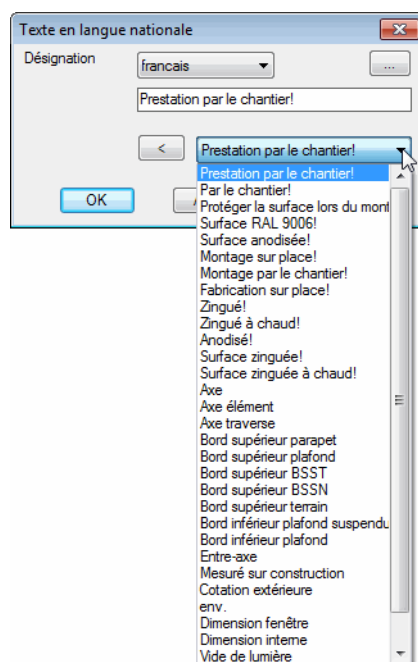 Texte en langue nationale
Désignation
francais
...
Prestation par le chantier!
<
Prestation par le chantier!
Prestation par le chantier!
Par le chantier!
Protéger la surface lors du mont
Surface RAL 9006!
Surface anodisée!
Montage sur place!
Montage par le chantier!
Fabrication sur place!
Zingué!
Zingué à chaud!
Anodisé!
Surface zinguée!
Surface zinguée à chaud!
Axe
Axe élément
Axe traverse
Bord supérieur parapet
Bord supérieur plafond
Bord supérieur BSST
Bord supérieur BSSN
Bord supérieur terrain
Bord inférieur plafond suspendu
Bord inférieur plafond
Entre-axe
Mesuré sur construction
Cotation extérieure
env.
Dimension fenêtre
Dimension interne
Vide de lumière
OK